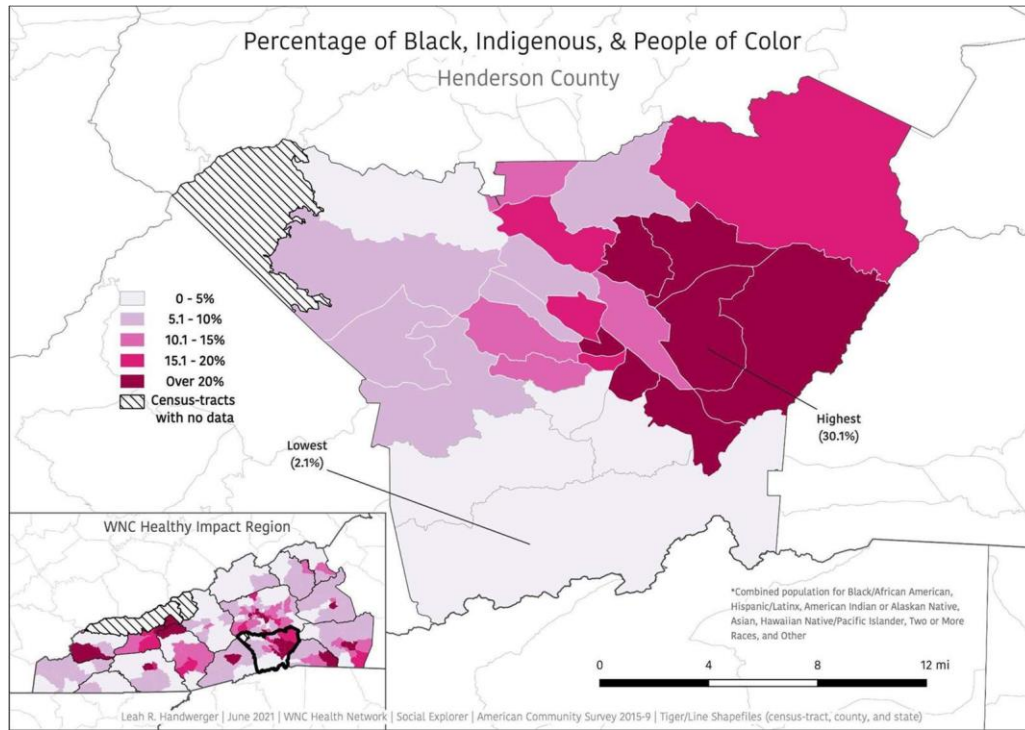 Percentage of Black, Indigenous, & People of Color
Henderson County
0 - 5%
5.1 - 10%
10.1 - 15%
15.1 - 20%
Over 20%
Census-tracts
with no data
Lowest
(2.1%)
Highest
(30.1%)
WNC Healthy Impact Region
*Combined population for Black/African American,
Hispanic/Latinx, American Indian or Alaskan Native,
Asian, Hawaiian Native/Pacific Islander, Two or More
Races, and Other
0 4 8 12 mi
Leah R. Handwerger | June 2021 | WNC Health Network | Social Explorer | American Community Survey 2015-9 | Tiger/Line Shapefiles (census-tract, county, and state)